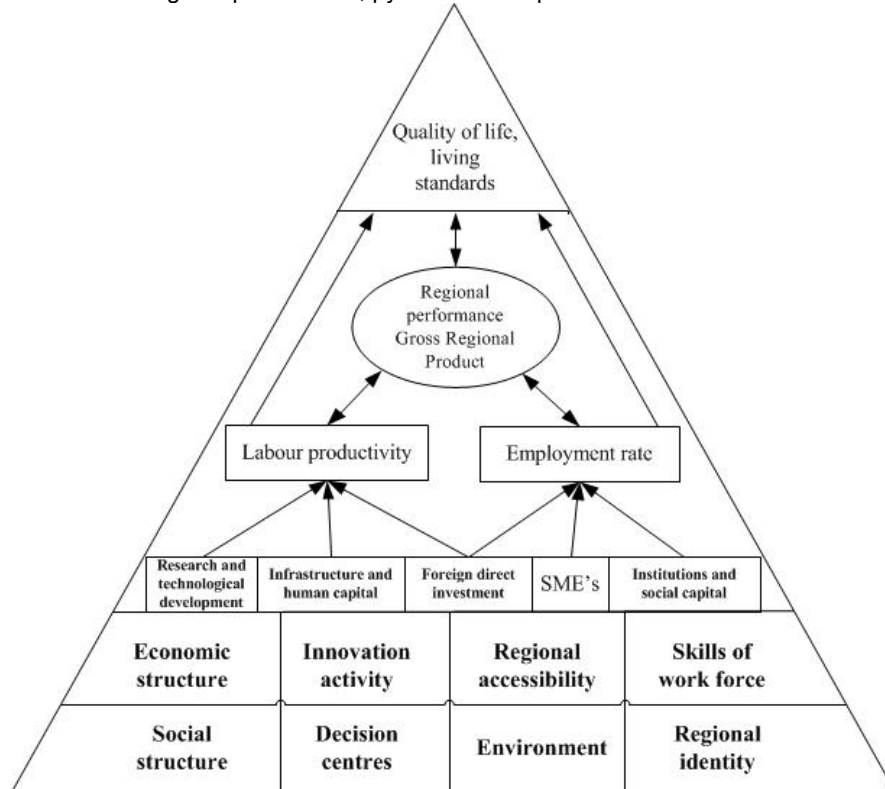 Quality of life,
living
standards
Regional
performance
Gross Regional
Product
Labour productivity
Employment rate
Research and
technological
development
Infrastructure and
human capital
Foreign direct
investment
SME's
Institutions and
social capital
Economic
structure
Innovation
activity
Regional
accessibility
Skills of
work force
Social
structure
Decision
centres
Environment
Regional
identity